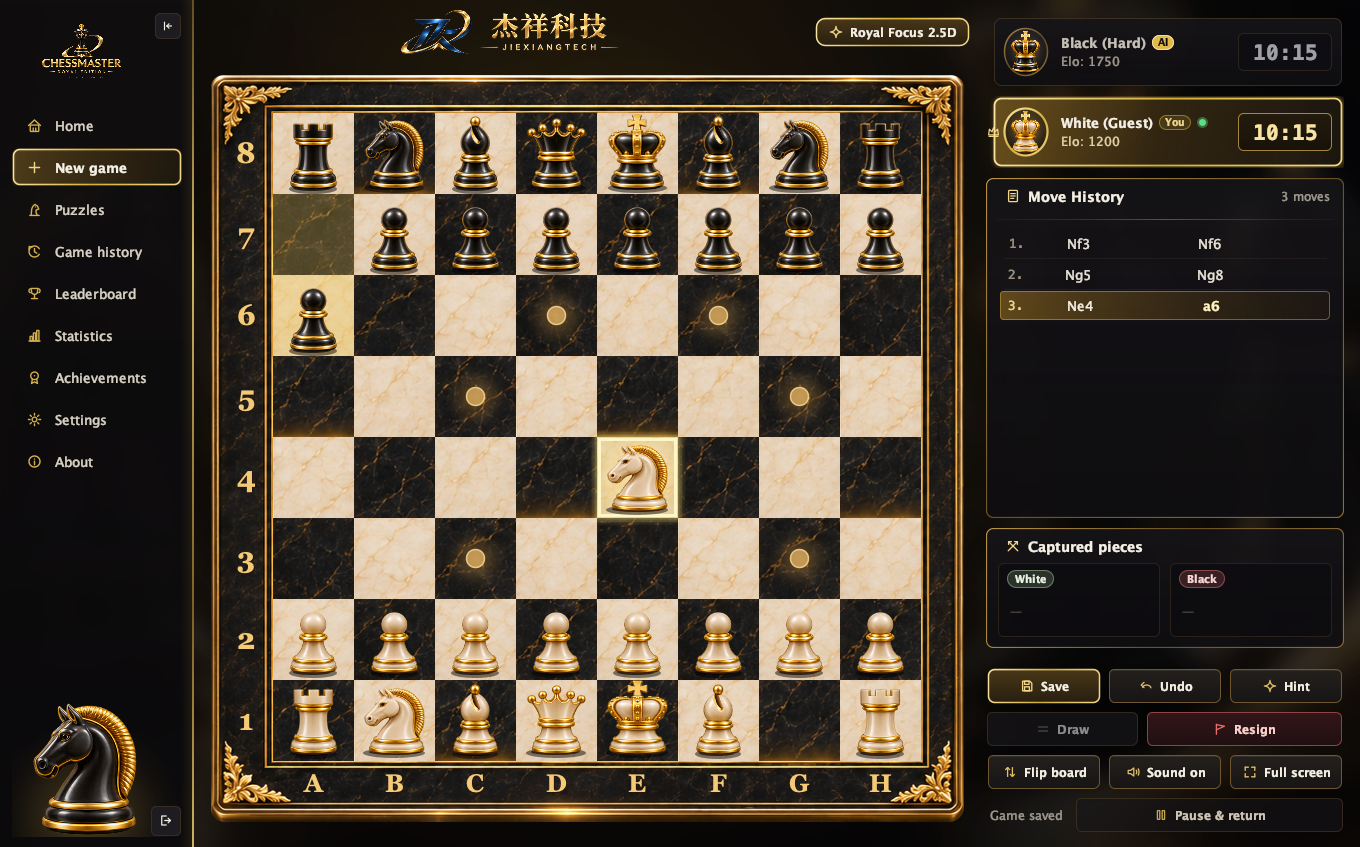 CHESSMASTER
ROYAL EDITION
Home
New game
Puzzles
Game history
Leaderboard
Statistics
Achievements
Settings
About
杰祥科技
JIEXIANGTECH
Royal Focus 2.5D
8
7
6
5
4
3
2
1
A B C D E F G H
Black (Hard) AI
Elo: 1750
10:15
White (Guest) You
Elo: 1200
10:15
Move History 3 moves
1. Nf3 Nf6
2. Ng5 Ng8
3. Ne4 a6
Captured pieces
White Black
— —
Save Undo Hint
Draw Resign
Flip board Sound on Full screen
Game saved Pause & return